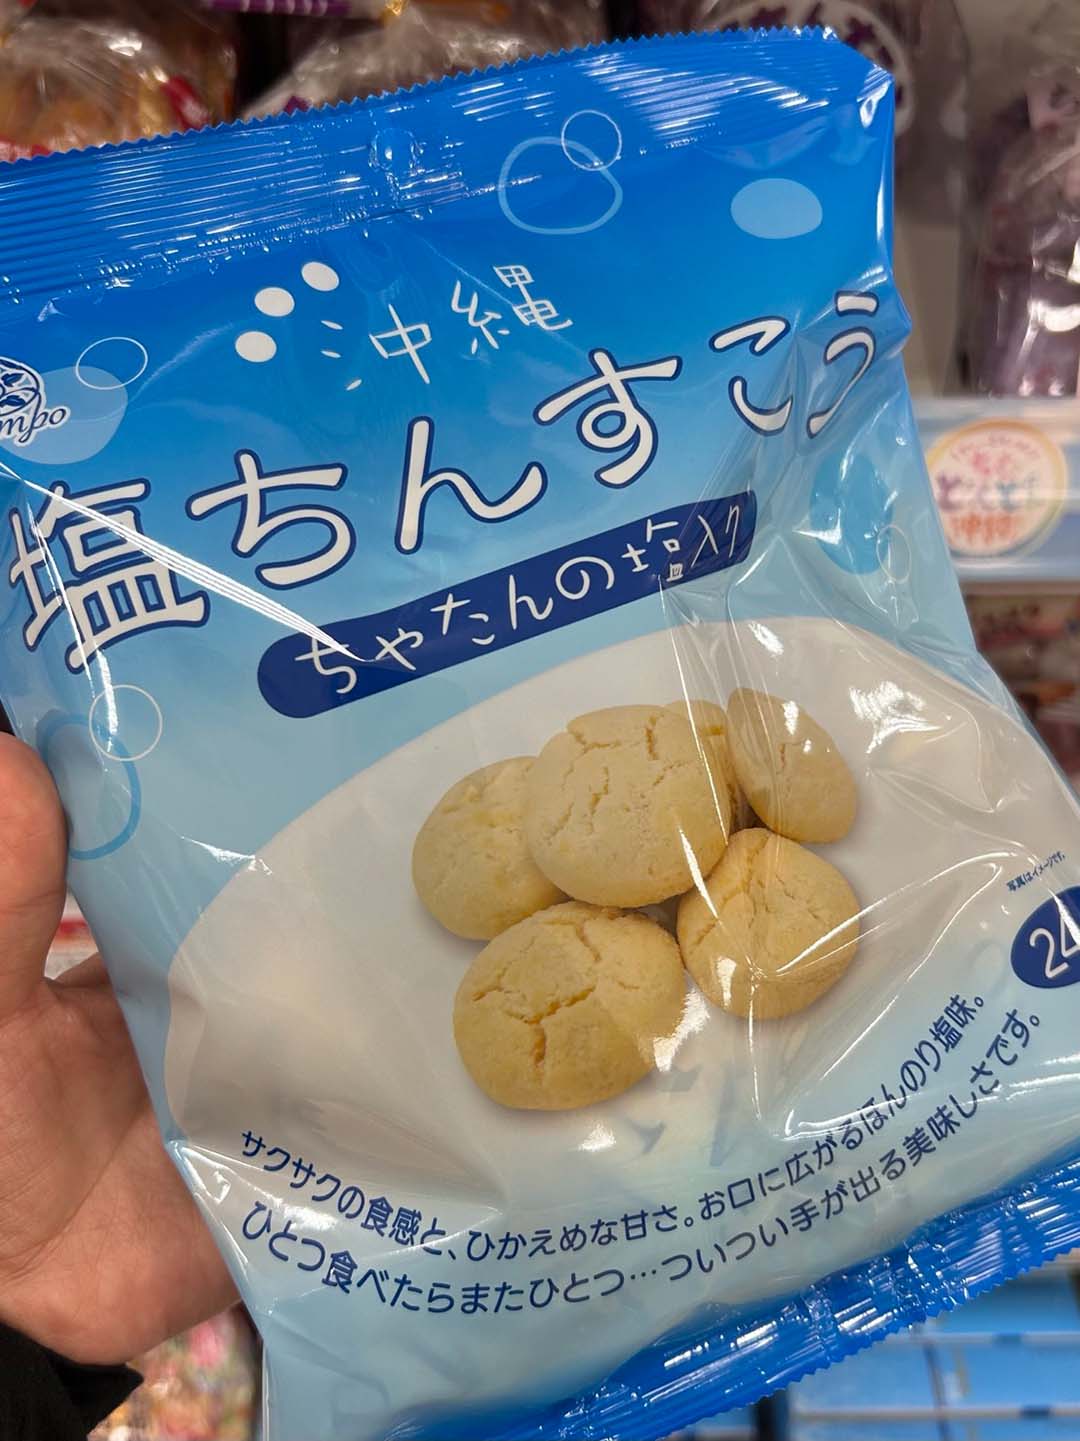 沖縄
塩ちんすこう
ちゃたんの塩入り
写真はイメージです。
24
サクサクの食感と、ひかえめな甘さ。お口に広がるほんのり塩味。
ひとつ食べたらまたひとつ…ついつい手が出る美味しさです。